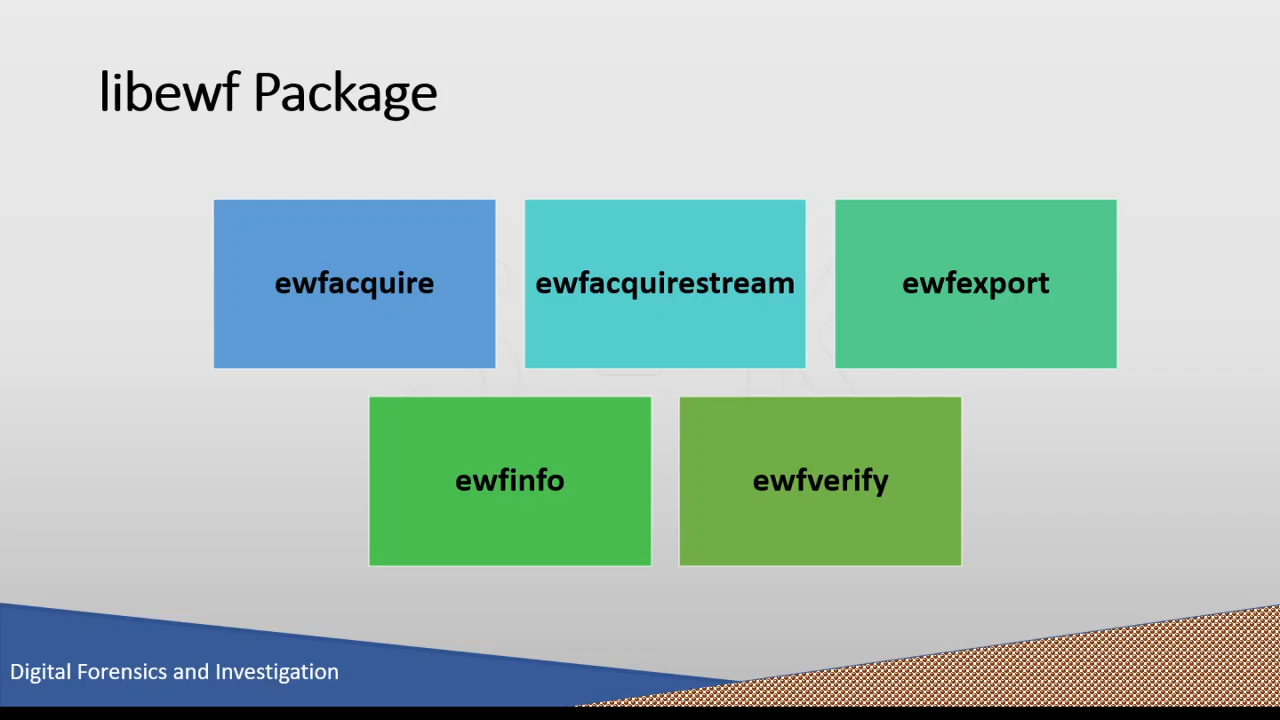 libewf Package
ewfacquire
ewfacquirestream
ewfexport
ewfinfo
ewfverify
Digital Forensics and Investigation